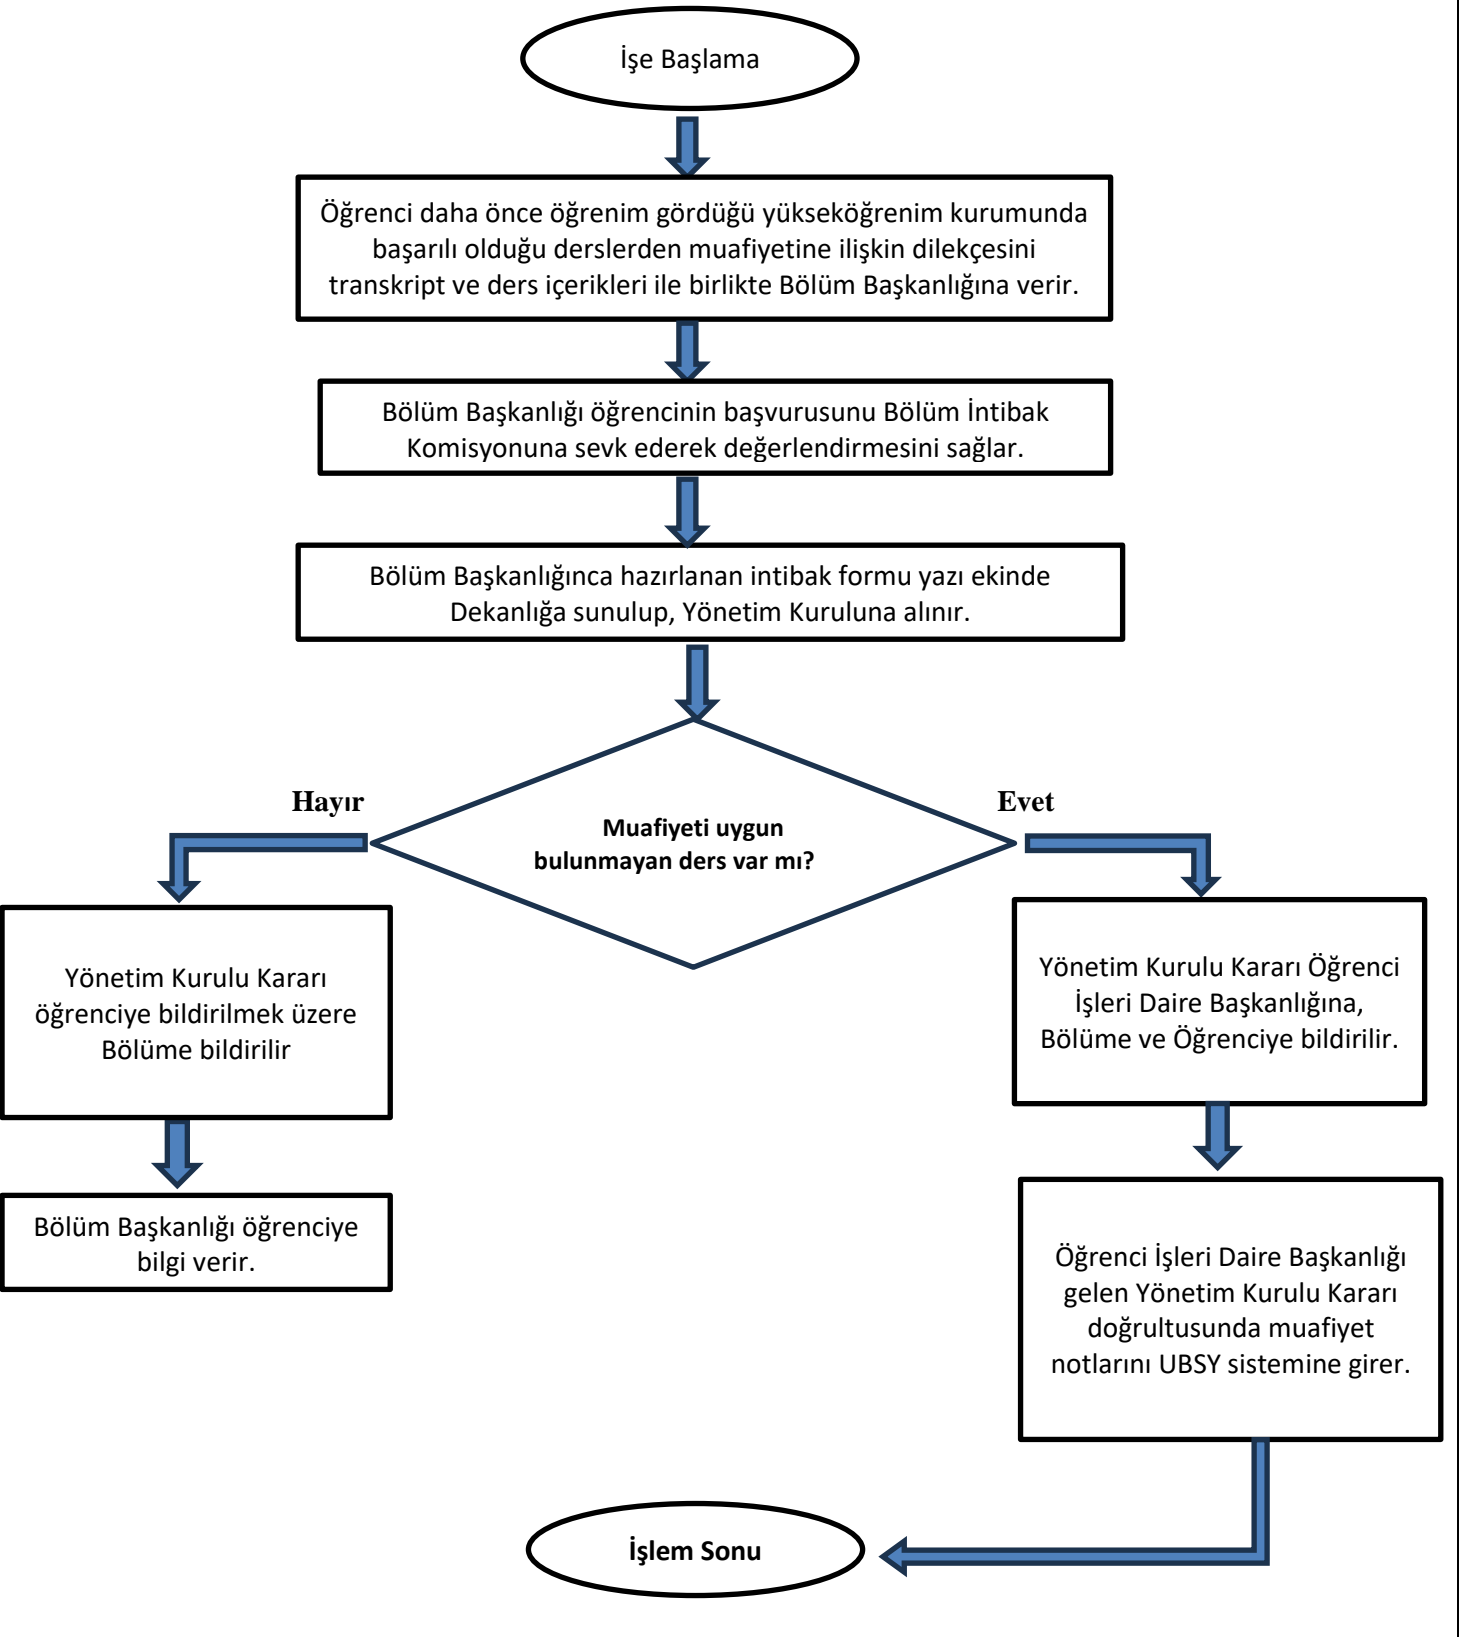 İşe Başlama
Öğrenci daha önce öğrenim gördüğü yükseköğrenim kurumunda
başarılı olduğu derslerden muafiyetine ilişkin dilekçesini
transkript ve ders içerikleri ile birlikte Bölüm Başkanlığına verir.
Bölüm Başkanlığı öğrencinin başvurusunu Bölüm İntibak
Komisyonuna sevk ederek değerlendirmesini sağlar.
Bölüm Başkanlığınca hazırlanan intibak formu yazı ekinde
Dekanlığa sunulup, Yönetim Kuruluna alınır.
Hayır
Evet
Muafiyeti uygun
bulunmayan ders var mı?
Yönetim Kurulu Kararı
öğrenciye bildirilmek üzere
Bölüme bildirilir
Yönetim Kurulu Kararı Öğrenci
İşleri Daire Başkanlığına,
Bölüme ve Öğrenciye bildirilir.
Bölüm Başkanlığı öğrenciye
bilgi verir.
Öğrenci İşleri Daire Başkanlığı
gelen Yönetim Kurulu Kararı
doğrultusunda muafiyet
notlarını UBSY sistemine girer.
İşlem Sonu